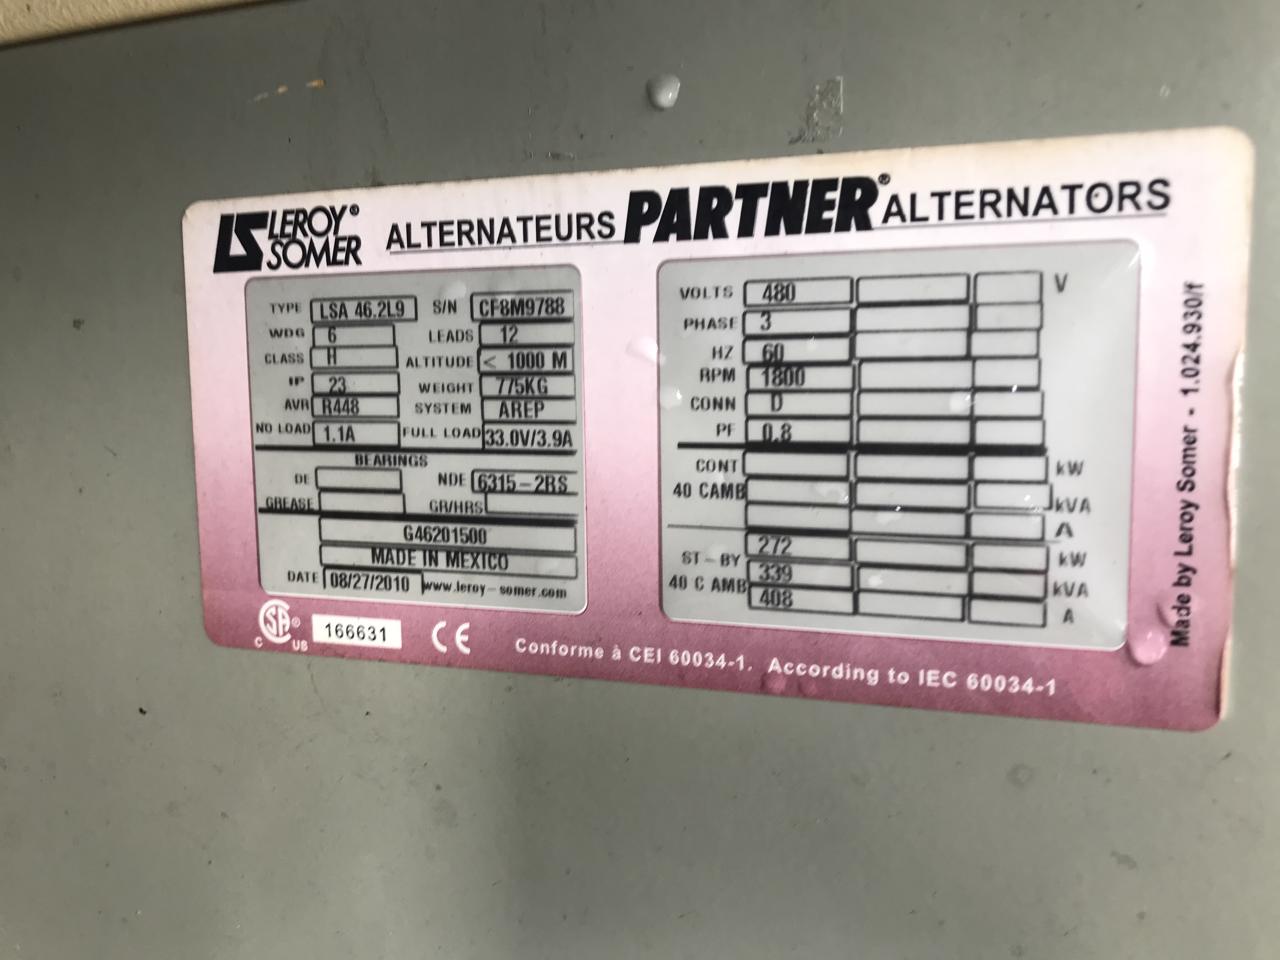 LS LEROY® SOMER ALTERNATEURS PARTNER® ALTERNATORS
TYPE LSA 46.2L9 S/N CF8M9788
WDG 6 LEADS 12
CLASS H ALTITUDE < 1000 M
IP 23 WEIGHT 775KG
AVR R448 SYSTEM AREP
NO LOAD 1.1A FULL LOAD 33.0V/3.9A
BEARINGS
DE NDE 6315-2RS
GREASE GR/HRS
G46201500
MADE IN MEXICO
DATE 08/27/2010 www.leroy-somer.com
VOLTS 480 V
PHASE 3
HZ 60
RPM 1800
CONN D
PF 0.8
CONT kW
40 CAMB kVA
A
272 kW
ST-BY
339 kVA
40 C AMB
408 A
C SA® US 166631 CE
Conforme à CEI 60034-1. According to IEC 60034-1
Made by Leroy Somer - 1.024.930/f